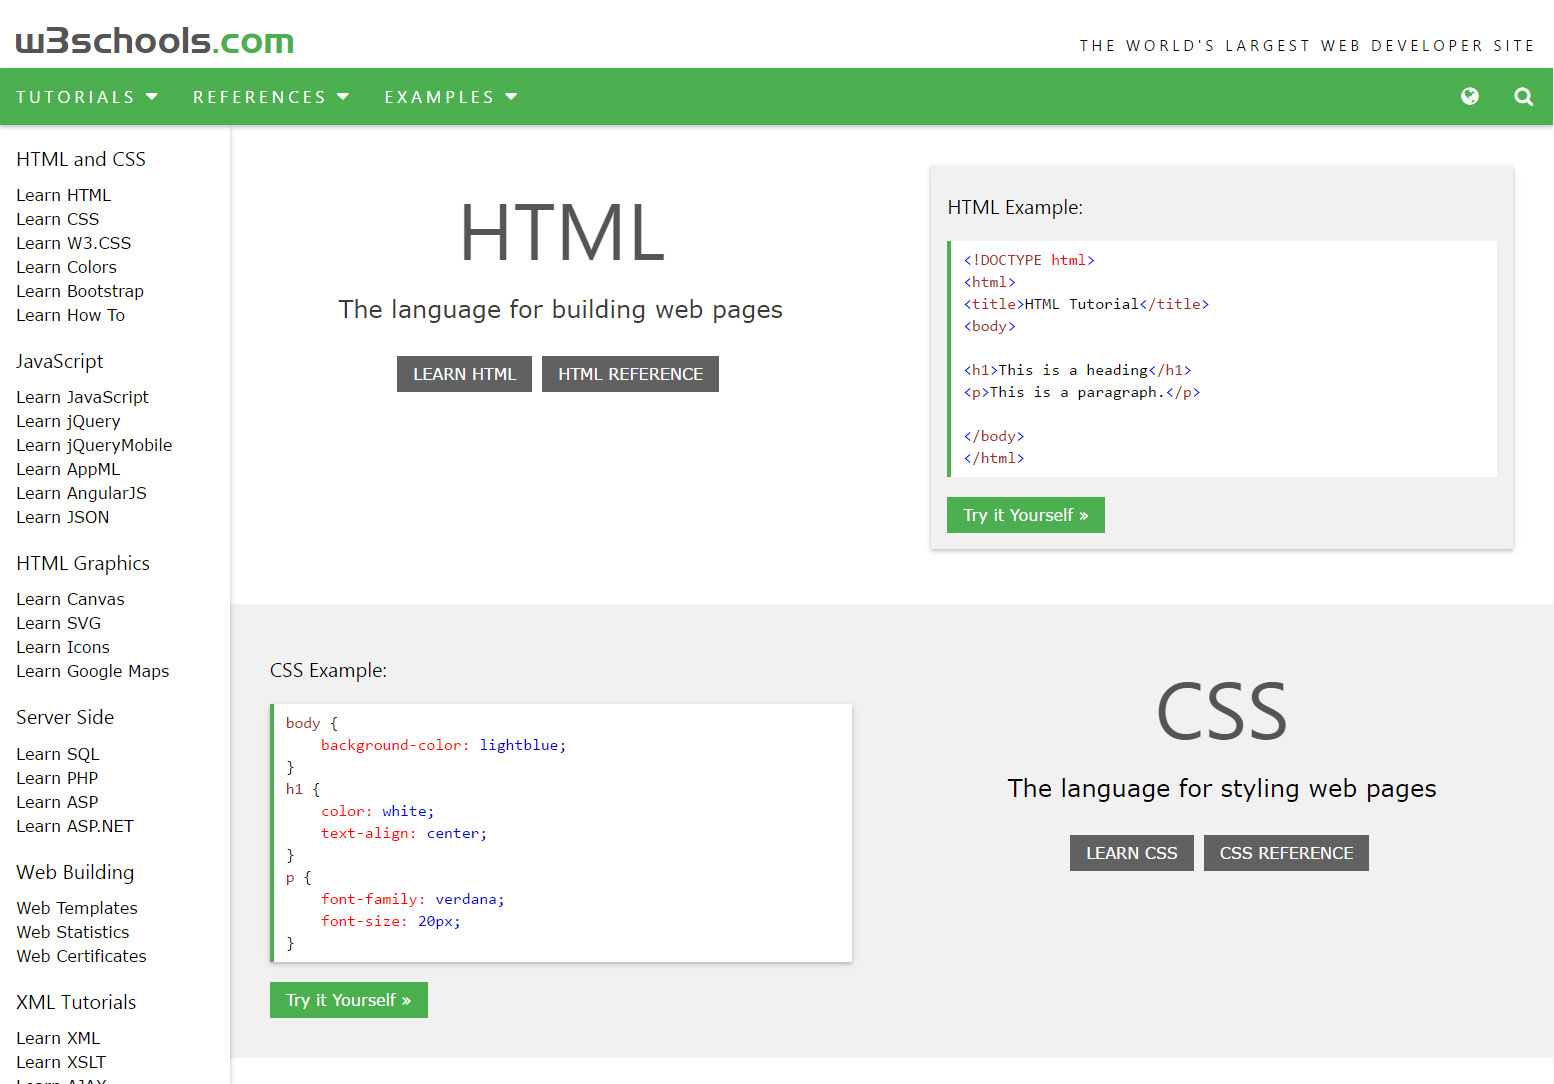 w3schools.com
THE WORLD'S LARGEST WEB DEVELOPER SITE
TUTORIALS REFERENCES EXAMPLES
HTML and CSS
Learn HTML
Learn CSS
Learn W3.CSS
Learn Colors
Learn Bootstrap
Learn How To
JavaScript
Learn JavaScript
Learn jQuery
Learn jQueryMobile
Learn AppML
Learn AngularJS
Learn JSON
HTML Graphics
Learn Canvas
Learn SVG
Learn Icons
Learn Google Maps
Server Side
Learn SQL
Learn PHP
Learn ASP
Learn ASP.NET
Web Building
Web Templates
Web Statistics
Web Certificates
XML Tutorials
Learn XML
Learn XSLT
Learn AJAX
HTML
The language for building web pages
LEARN HTML HTML REFERENCE
HTML Example:
<!DOCTYPE html>
<html>
<title>HTML Tutorial</title>
<body>
<h1>This is a heading</h1>
<p>This is a paragraph.</p>
</body>
</html>
Try it Yourself »
CSS Example:
body {
    background-color: lightblue;
}
h1 {
    color: white;
    text-align: center;
}
p {
    font-family: verdana;
    font-size: 20px;
}
Try it Yourself »
CSS
The language for styling web pages
LEARN CSS CSS REFERENCE